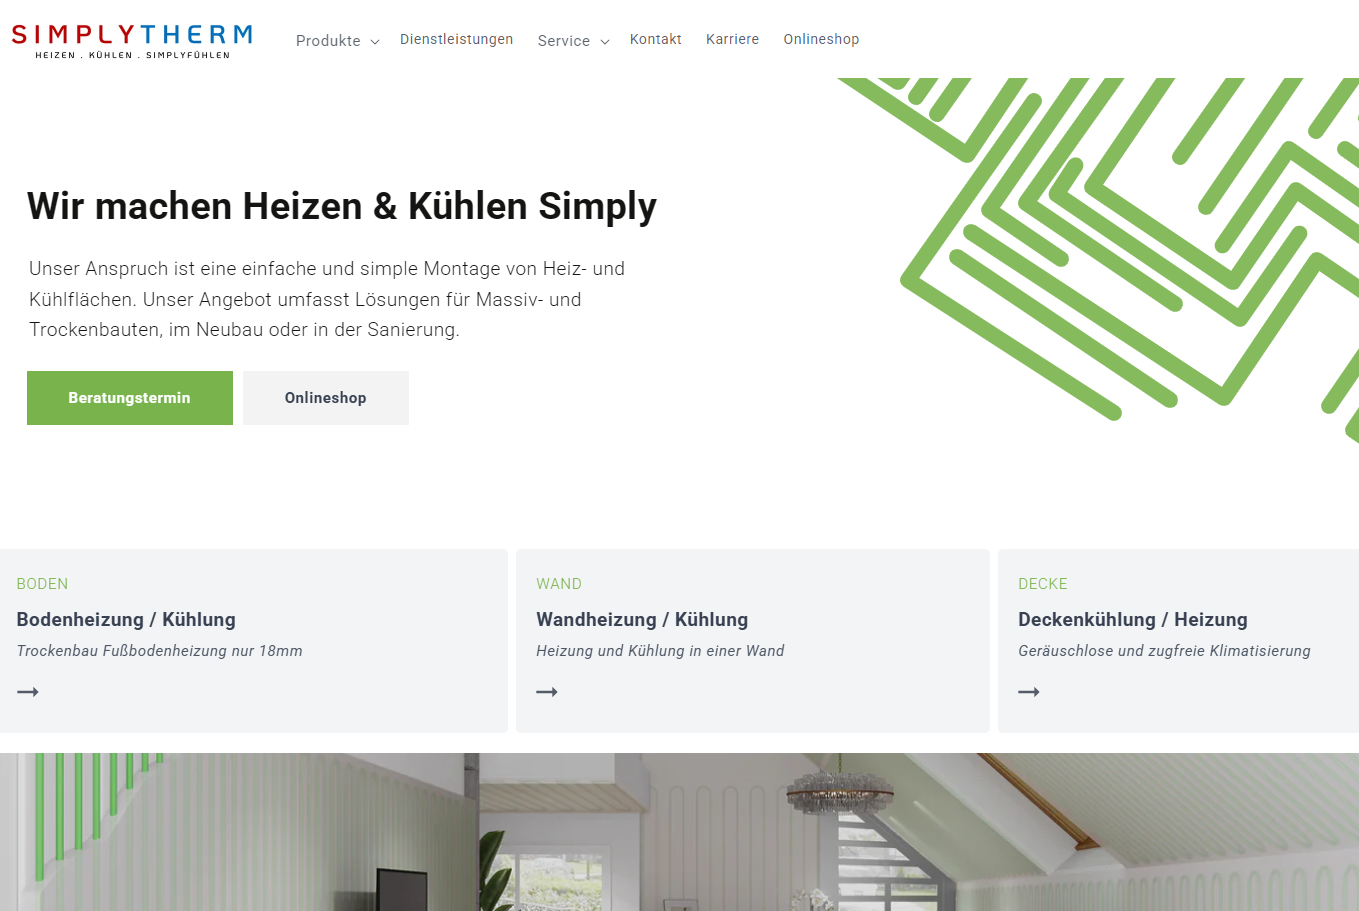 SIMPLYTHERM
HEIZEN . KÜHLEN . SIMPLYFÜHLEN
Produkte
Dienstleistungen
Service
Kontakt
Karriere
Onlineshop
Wir machen Heizen & Kühlen Simply
Unser Anspruch ist eine einfache und simple Montage von Heiz- und
Kühlflächen. Unser Angebot umfasst Lösungen für Massiv- und
Trockenbauten, im Neubau oder in der Sanierung.
Beratungstermin
Onlineshop
BODEN
Bodenheizung / Kühlung
Trockenbau Fußbodenheizung nur 18mm
WAND
Wandheizung / Kühlung
Heizung und Kühlung in einer Wand
DECKE
Deckenkühlung / Heizung
Geräuschlose und zugfreie Klimatisierung